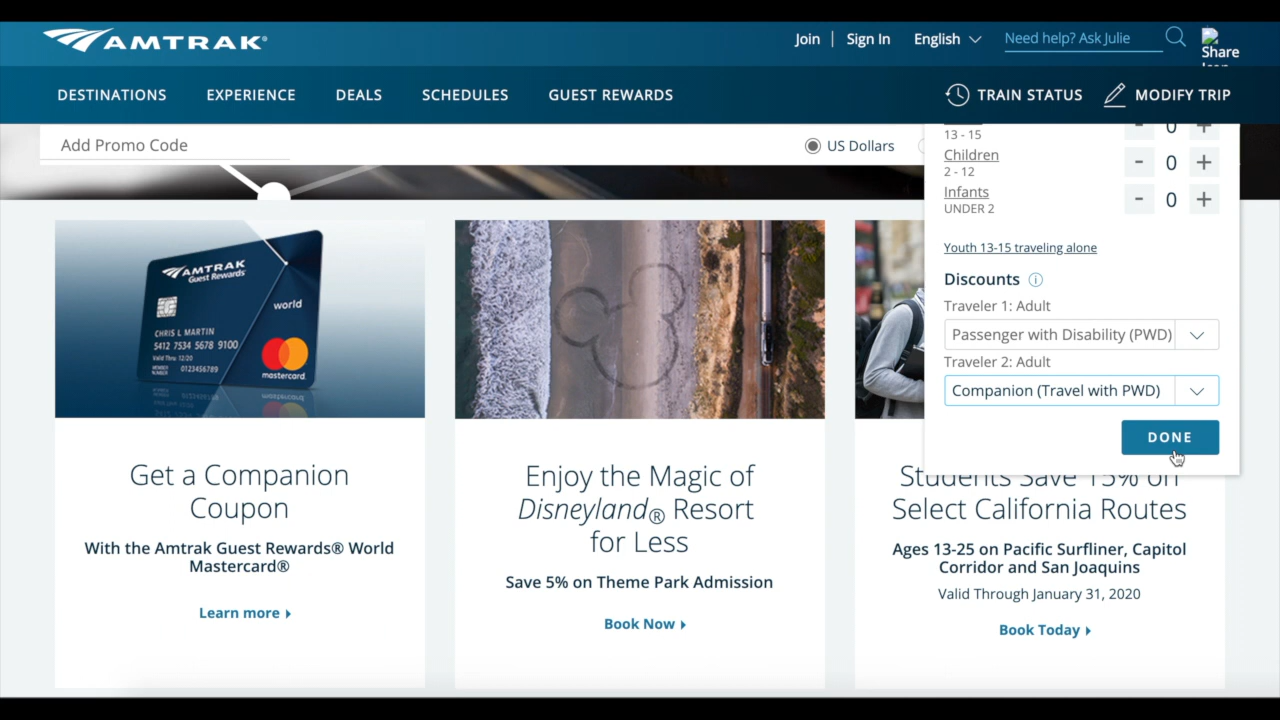 AMTRAK®
Join | Sign In
English
Need help? Ask Julie
Share
DESTINATIONS
EXPERIENCE
DEALS
SCHEDULES
GUEST REWARDS
TRAIN STATUS
MODIFY TRIP
Add Promo Code
US Dollars
13 - 15
- 0 +
Children
2 - 12
- 0 +
Infants
UNDER 2
- 0 +
Youth 13-15 traveling alone
Discounts
Traveler 1: Adult
Passenger with Disability (PWD)
Traveler 2: Adult
Companion (Travel with PWD)
DONE
AMTRAK
Guest Rewards
world
CHRIS L MARTIN
5412 7534 5678 9100
Valid Thru: 12/20
0123456789
mastercard
Get a Companion
Coupon
With the Amtrak Guest Rewards® World
Mastercard®
Learn more
Enjoy the Magic of
Disneyland® Resort
for Less
Save 5% on Theme Park Admission
Book Now
Students Save 15% on
Select California Routes
Ages 13-25 on Pacific Surfliner, Capitol
Corridor and San Joaquins
Valid Through January 31, 2020
Book Today